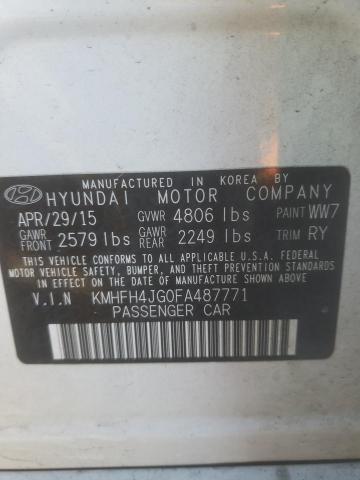 MANUFACTURED IN KOREA BY
HYUNDAI MOTOR COMPANY
APR/29/15 GVWR 4806 lbs PAINT WW7
GAWR FRONT 2579 lbs GAWR REAR 2249 lbs TRIM RY
THIS VEHICLE CONFORMS TO ALL APPLICABLE U.S.A. FEDERAL
MOTOR VEHICLE SAFETY, BUMPER, AND THEFT PREVENTION
STANDARDS IN EFFECT ON THE DATE OF MANUFACTURE SHOWN ABOVE.
V.I.N KMHFH4JG0FA487771
PASSENGER CAR